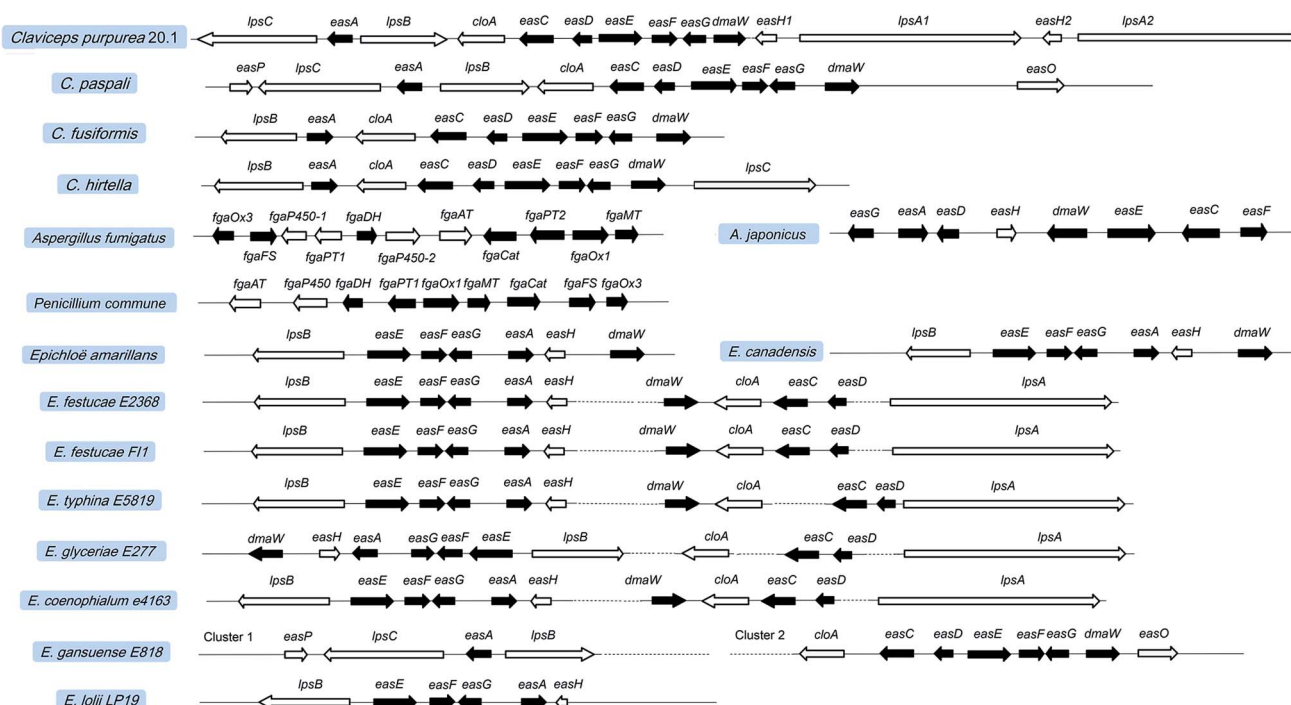 lpsC easA lpsB cloA easC easD easE easF easG dmaW easH1 lpsA1 easH2 lpsA2
Claviceps purpurea 20.1
easP lpsC easA lpsB cloA easC easD easE easF easG dmaW easO
C. paspali
lpsB easA cloA easC easD easE easF easG dmaW
C. fusiformis
lpsB easA cloA easC easD easE easF easG dmaW lpsC
C. hirtella
fgaOx3 fgaP450-1 fgaDH fgaAT fgaPT2 fgaMT
Aspergillus fumigatus
fgaFS fgaPT1 fgaP450-2 fgaCat fgaOx1
easG easA easD easH dmaW easE easC easF
A. japonicus
fgaAT fgaP450 fgaDH fgaPT1 fgaOx1 fgaMT fgaCat fgaFS fgaOx3
Penicillium commune
lpsB easE easF easG easA easH dmaW
Epichloë amarillans
lpsB easE easF easG easA easH dmaW
E. canadensis
lpsB easE easF easG easA easH dmaW cloA easC easD lpsA
E. festucae E2368
lpsB easE easF easG easA easH dmaW cloA easC easD lpsA
E. festucae Fl1
lpsB easE easF easG easA easH dmaW cloA easC easD lpsA
E. typhina E5819
dmaW easH easA easG easF easE lpsB cloA easC easD lpsA
E. glyceriae E277
lpsB easE easF easG easA easH dmaW cloA easC easD lpsA
E. coenophialum e4163
Cluster 1 easP lpsC easA lpsB Cluster 2 cloA easC easD easE easF easG dmaW easO
E. gansuense E818
lpsB easE easF easG easA easH
E. lolii LP19